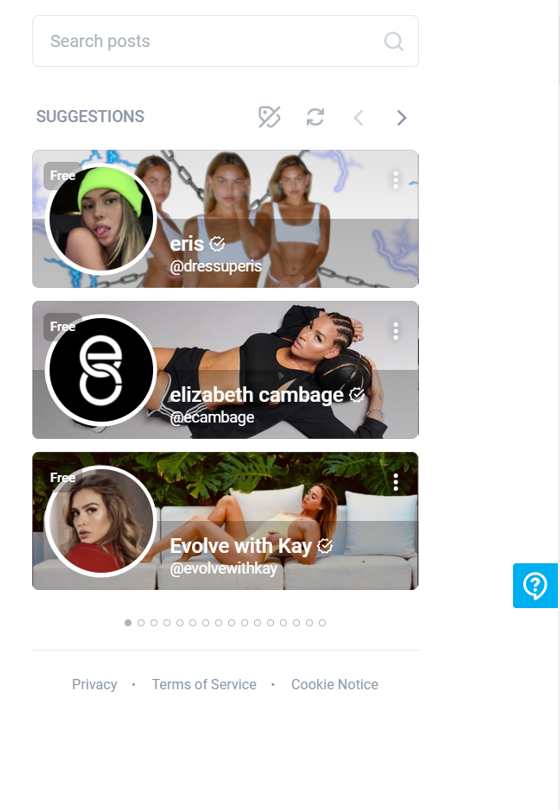 Search posts
SUGGESTIONS
Free
eris
@dressuperis
Free
elizabeth cambage
@ecambage
Free
Evolve with Kay
@evolvewithkay
Privacy • Terms of Service • Cookie Notice